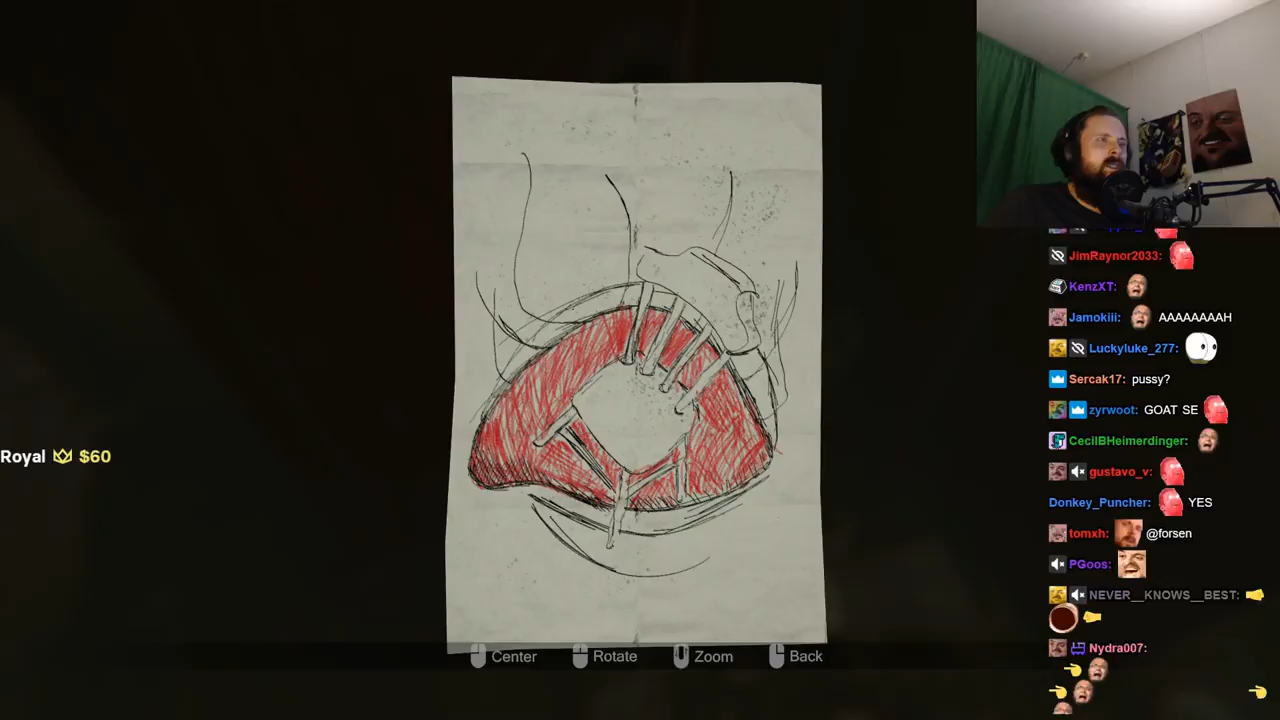 JimRaynor2033:
KenzXT:
Jamokiii: AAAAAAAAH
Luckyluke_277:
Sercak17: pussy?
zyrwoot: GOAT SE
CecilBHeimerdinger:
Royal $60
gustavo_v:
Donkey_Puncher: YES
tomxh: @forsen
PGoos:
NEVER__KNOWS__BEST:
Nydra007:
Center Rotate Zoom Back